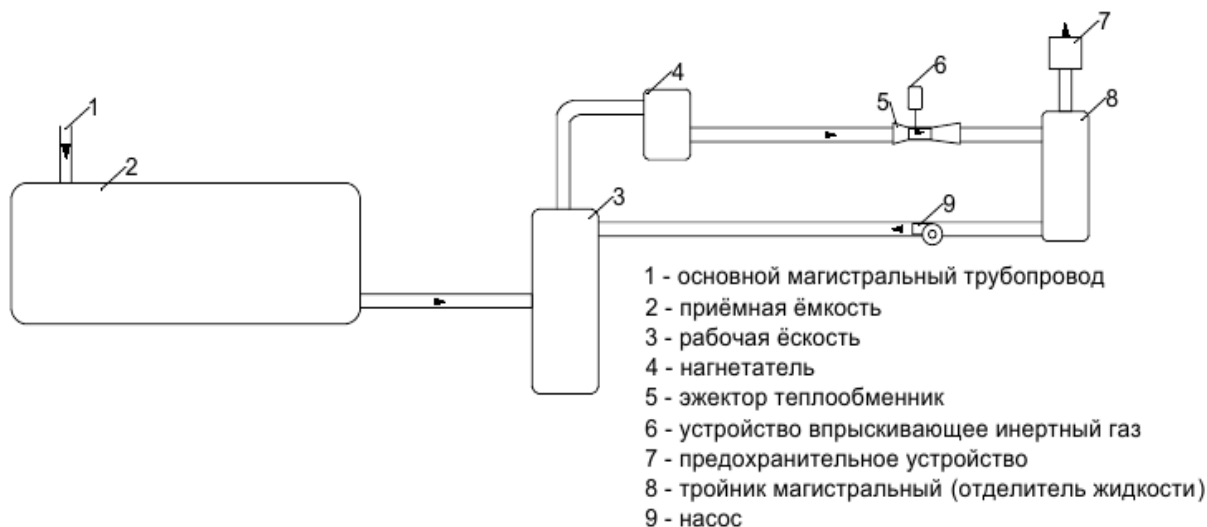 7
6
4
5
8
1
2
3
9
1 - основной магистральный трубопровод
2 - приёмная ёмкость
3 - рабочая ёскость
4 - нагнетатель
5 - эжектор теплообменник
6 - устройство впрыскивающее инертный газ
7 - предохранительное устройство
8 - тройник магистральный (отделитель жидкости)
9 - насос